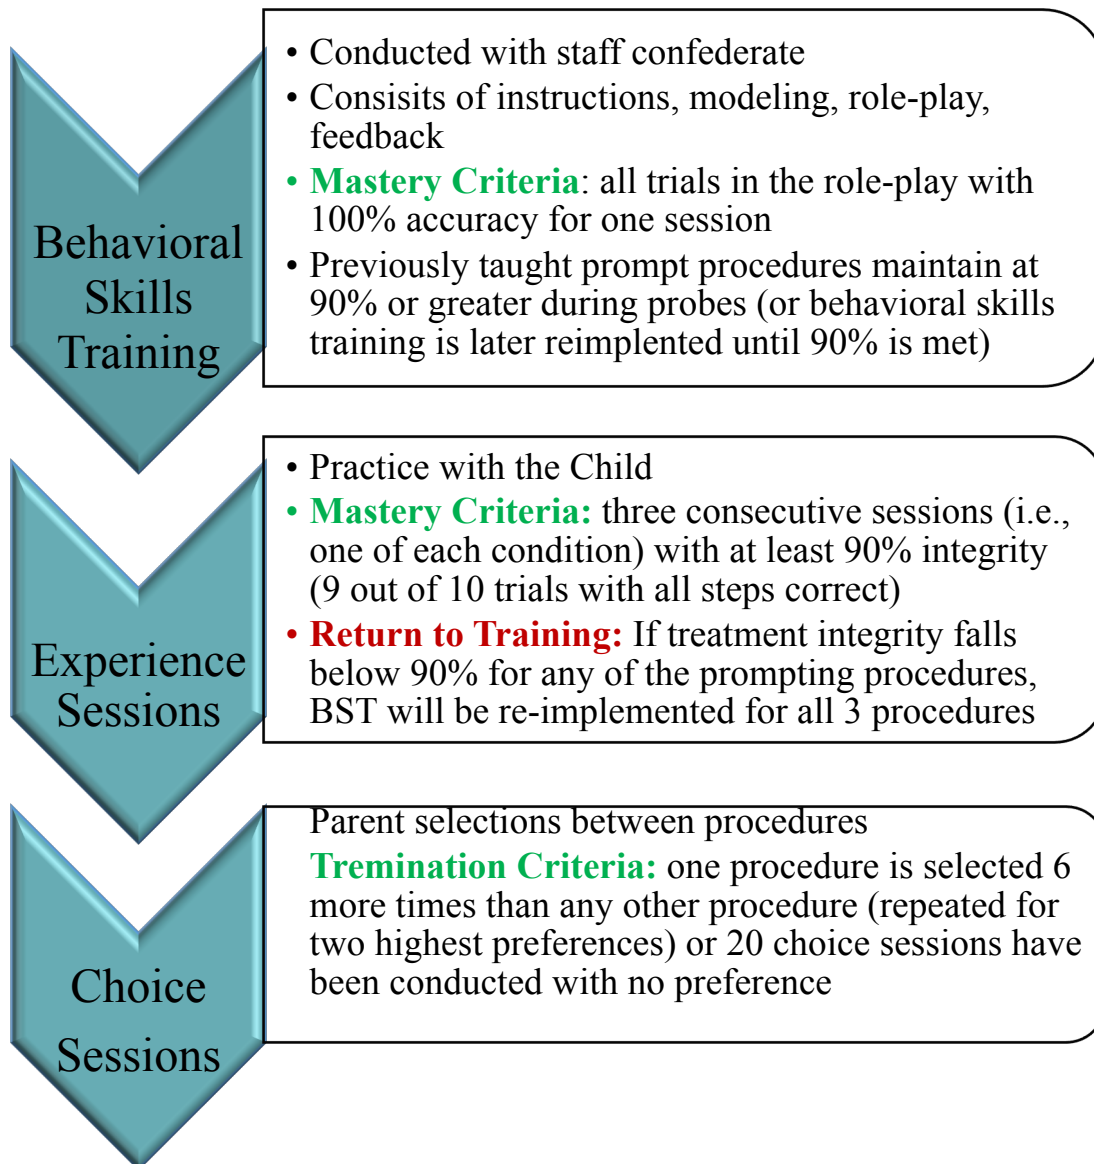 Behavioral
Skills
Training
• Conducted with staff confederate
• Consisits of instructions, modeling, role-play,
feedback
• Mastery Criteria: all trials in the role-play with
100% accuracy for one session
• Previously taught prompt procedures maintain at
90% or greater during probes (or behavioral skills
training is later reimplented until 90% is met)
Experience
Sessions
• Practice with the Child
• Mastery Criteria: three consecutive sessions (i.e.,
one of each condition) with at least 90% integrity
(9 out of 10 trials with all steps correct)
• Return to Training: If treatment integrity falls
below 90% for any of the prompting procedures,
BST will be re-implemented for all 3 procedures
Choice
Sessions
Parent selections between procedures
Tremination Criteria: one procedure is selected 6
more times than any other procedure (repeated for
two highest preferences) or 20 choice sessions have
been conducted with no preference